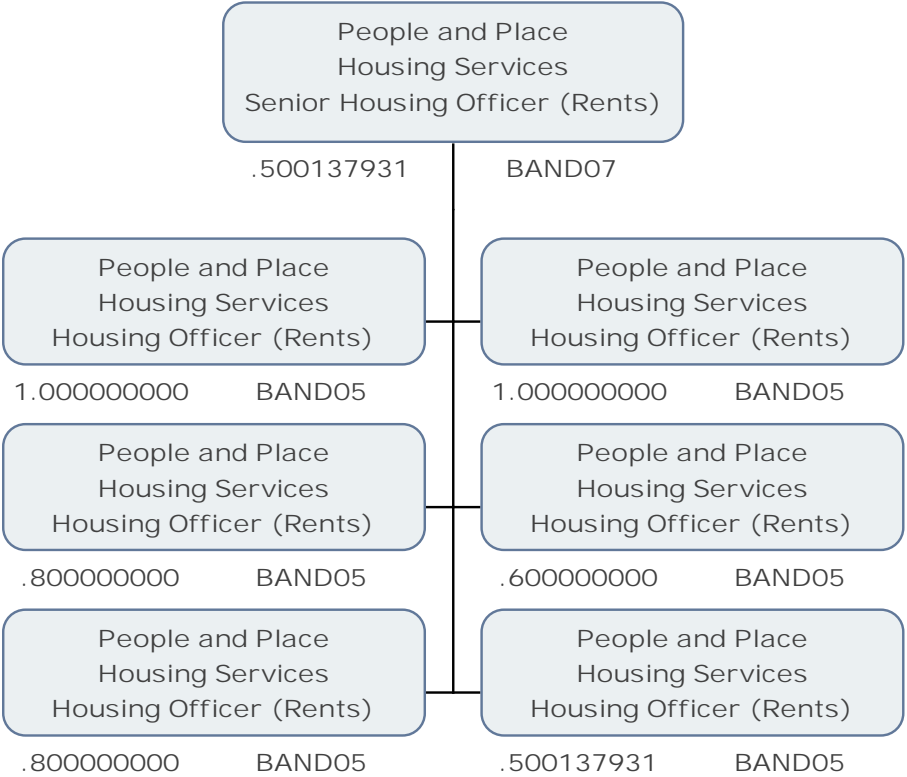 People and Place
Housing Services
Senior Housing Officer (Rents)
.500137931 BAND07
People and Place
Housing Services
Housing Officer (Rents)
1.000000000 BAND05
People and Place
Housing Services
Housing Officer (Rents)
1.000000000 BAND05
People and Place
Housing Services
Housing Officer (Rents)
.800000000 BAND05
People and Place
Housing Services
Housing Officer (Rents)
.600000000 BAND05
People and Place
Housing Services
Housing Officer (Rents)
.800000000 BAND05
People and Place
Housing Services
Housing Officer (Rents)
.500137931 BAND05